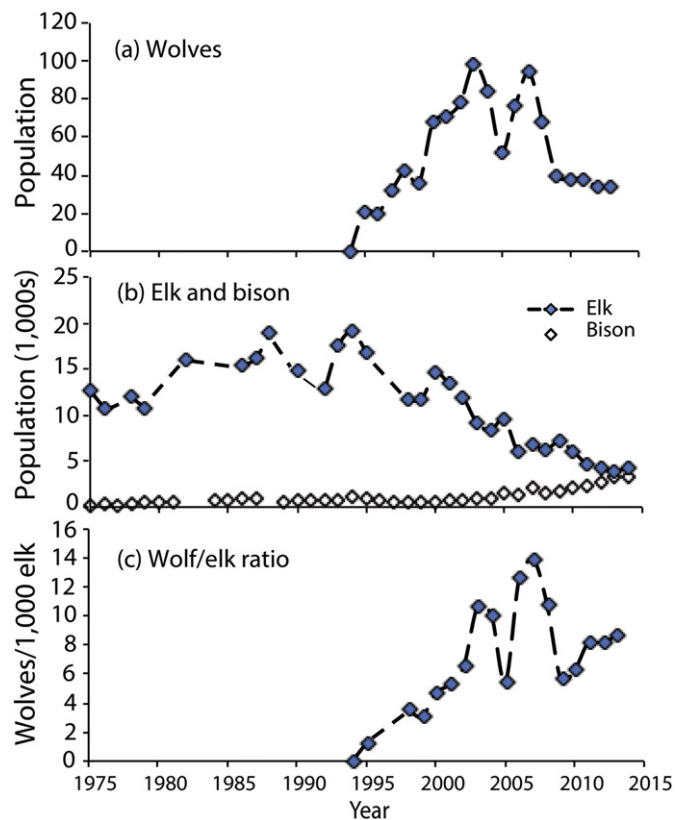 120
(a) Wolves
100
80
60
40
20
0
Population
25
(b) Elk and bison
20
15
10
5
0
Population (1,000s)
Elk
Bison
16
(c) Wolf/elk ratio
14
12
10
8
6
4
2
0
Wolves/1,000 elk
1975 1980 1985 1990 1995 2000 2005 2010 2015
Year